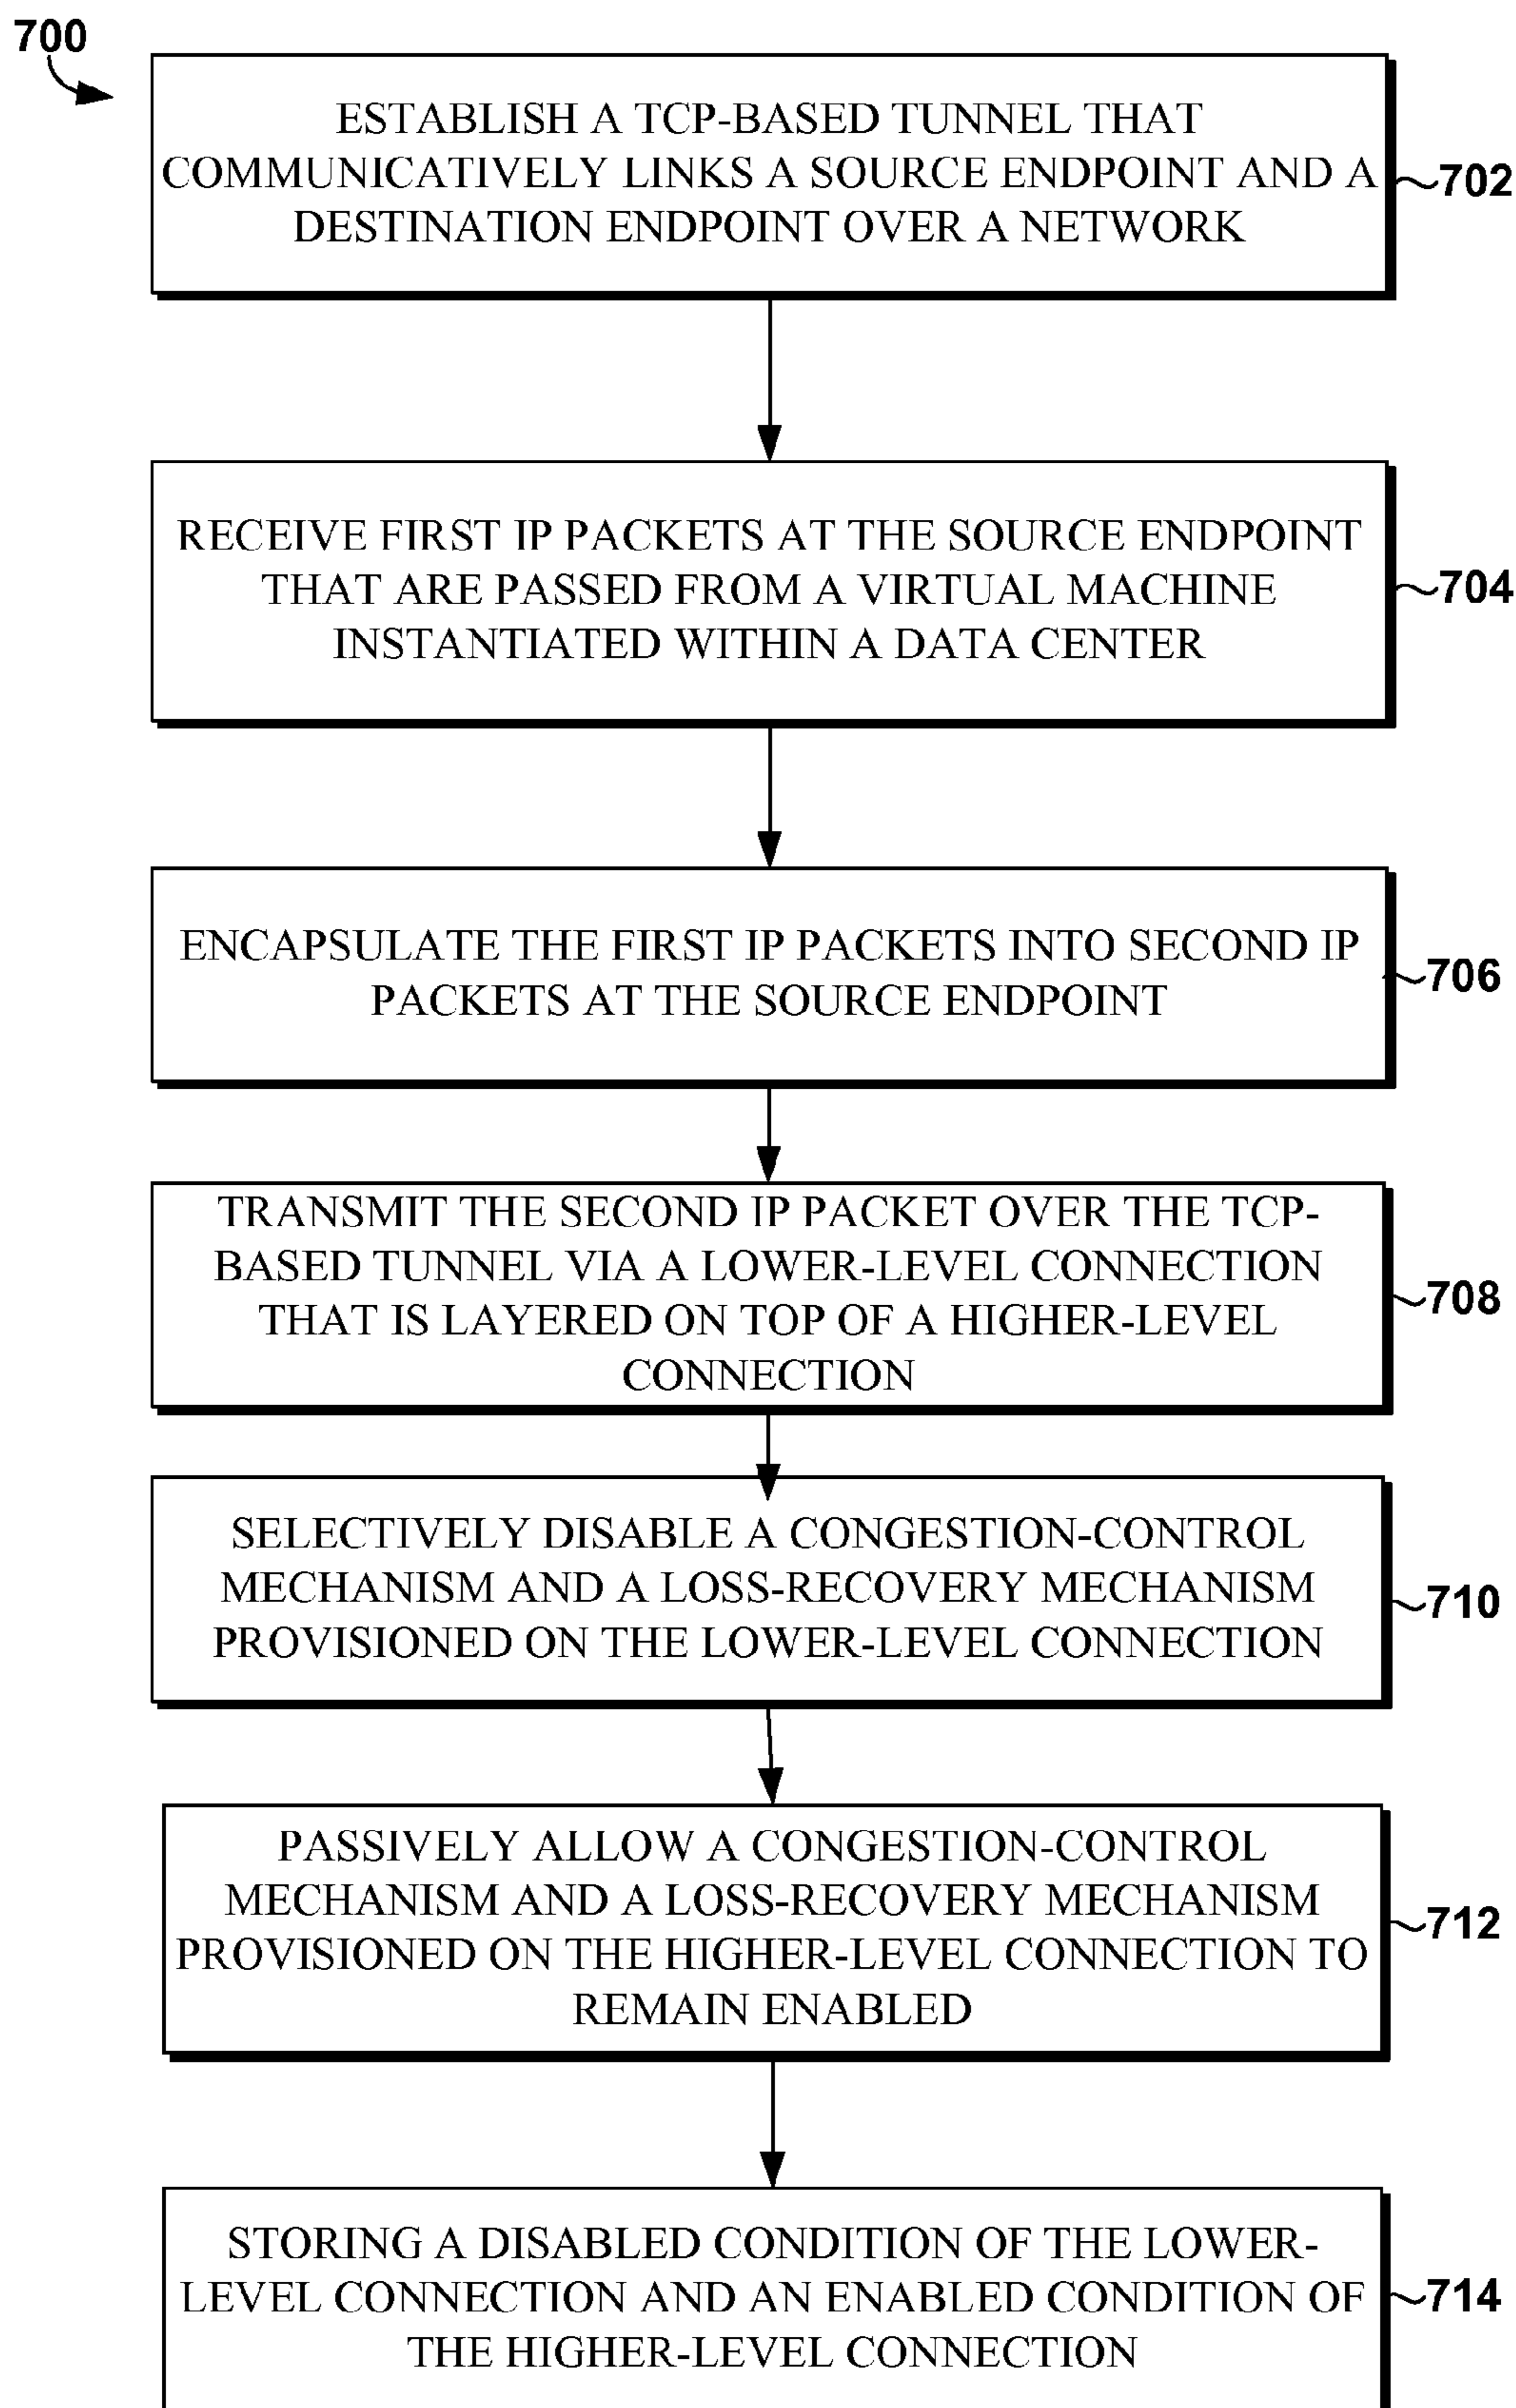 700
ESTABLISH A TCP-BASED TUNNEL THAT
COMMUNICATIVELY LINKS A SOURCE ENDPOINT AND A
DESTINATION ENDPOINT OVER A NETWORK
702
RECEIVE FIRST IP PACKETS AT THE SOURCE ENDPOINT
THAT ARE PASSED FROM A VIRTUAL MACHINE
INSTANTIATED WITHIN A DATA CENTER
704
ENCAPSULATE THE FIRST IP PACKETS INTO SECOND IP
PACKETS AT THE SOURCE ENDPOINT
706
TRANSMIT THE SECOND IP PACKET OVER THE TCP-
BASED TUNNEL VIA A LOWER-LEVEL CONNECTION
THAT IS LAYERED ON TOP OF A HIGHER-LEVEL
CONNECTION
708
SELECTIVELY DISABLE A CONGESTION-CONTROL
MECHANISM AND A LOSS-RECOVERY MECHANISM
PROVISIONED ON THE LOWER-LEVEL CONNECTION
710
PASSIVELY ALLOW A CONGESTION-CONTROL
MECHANISM AND A LOSS-RECOVERY MECHANISM
PROVISIONED ON THE HIGHER-LEVEL CONNECTION TO
REMAIN ENABLED
712
STORING A DISABLED CONDITION OF THE LOWER-
LEVEL CONNECTION AND AN ENABLED CONDITION OF
THE HIGHER-LEVEL CONNECTION
714